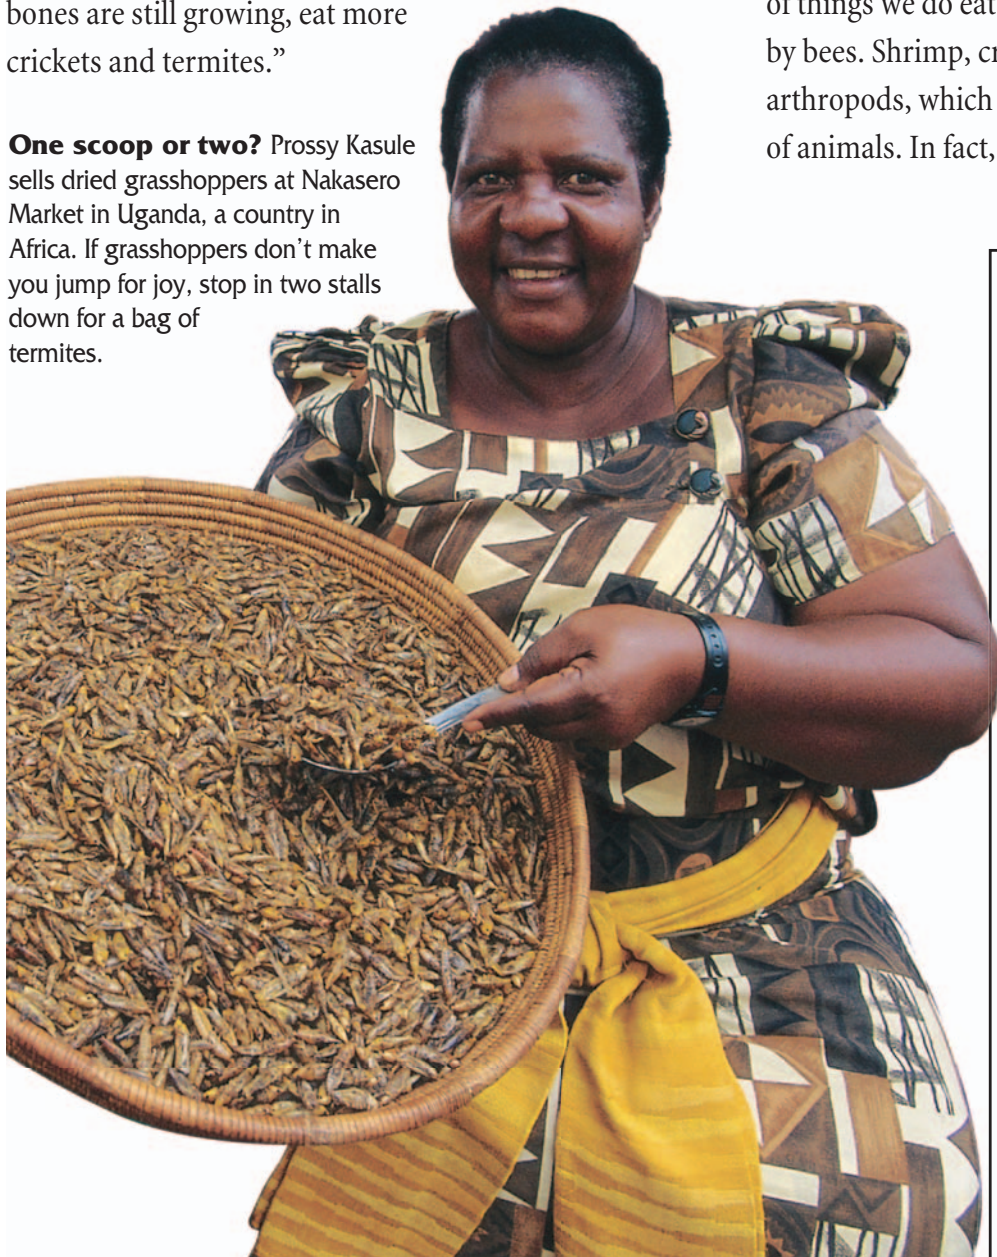 bones are still growing, eat more
crickets and termites.”
One scoop or two? Prossy Kasule
sells dried grasshoppers at Nakasero
Market in Uganda, a country in
Africa. If grasshoppers don’t make
you jump for joy, stop in two stalls
down for a bag of
termites.
of things we do eat
by bees. Shrimp,
arthropods, which
of animals. In fact,